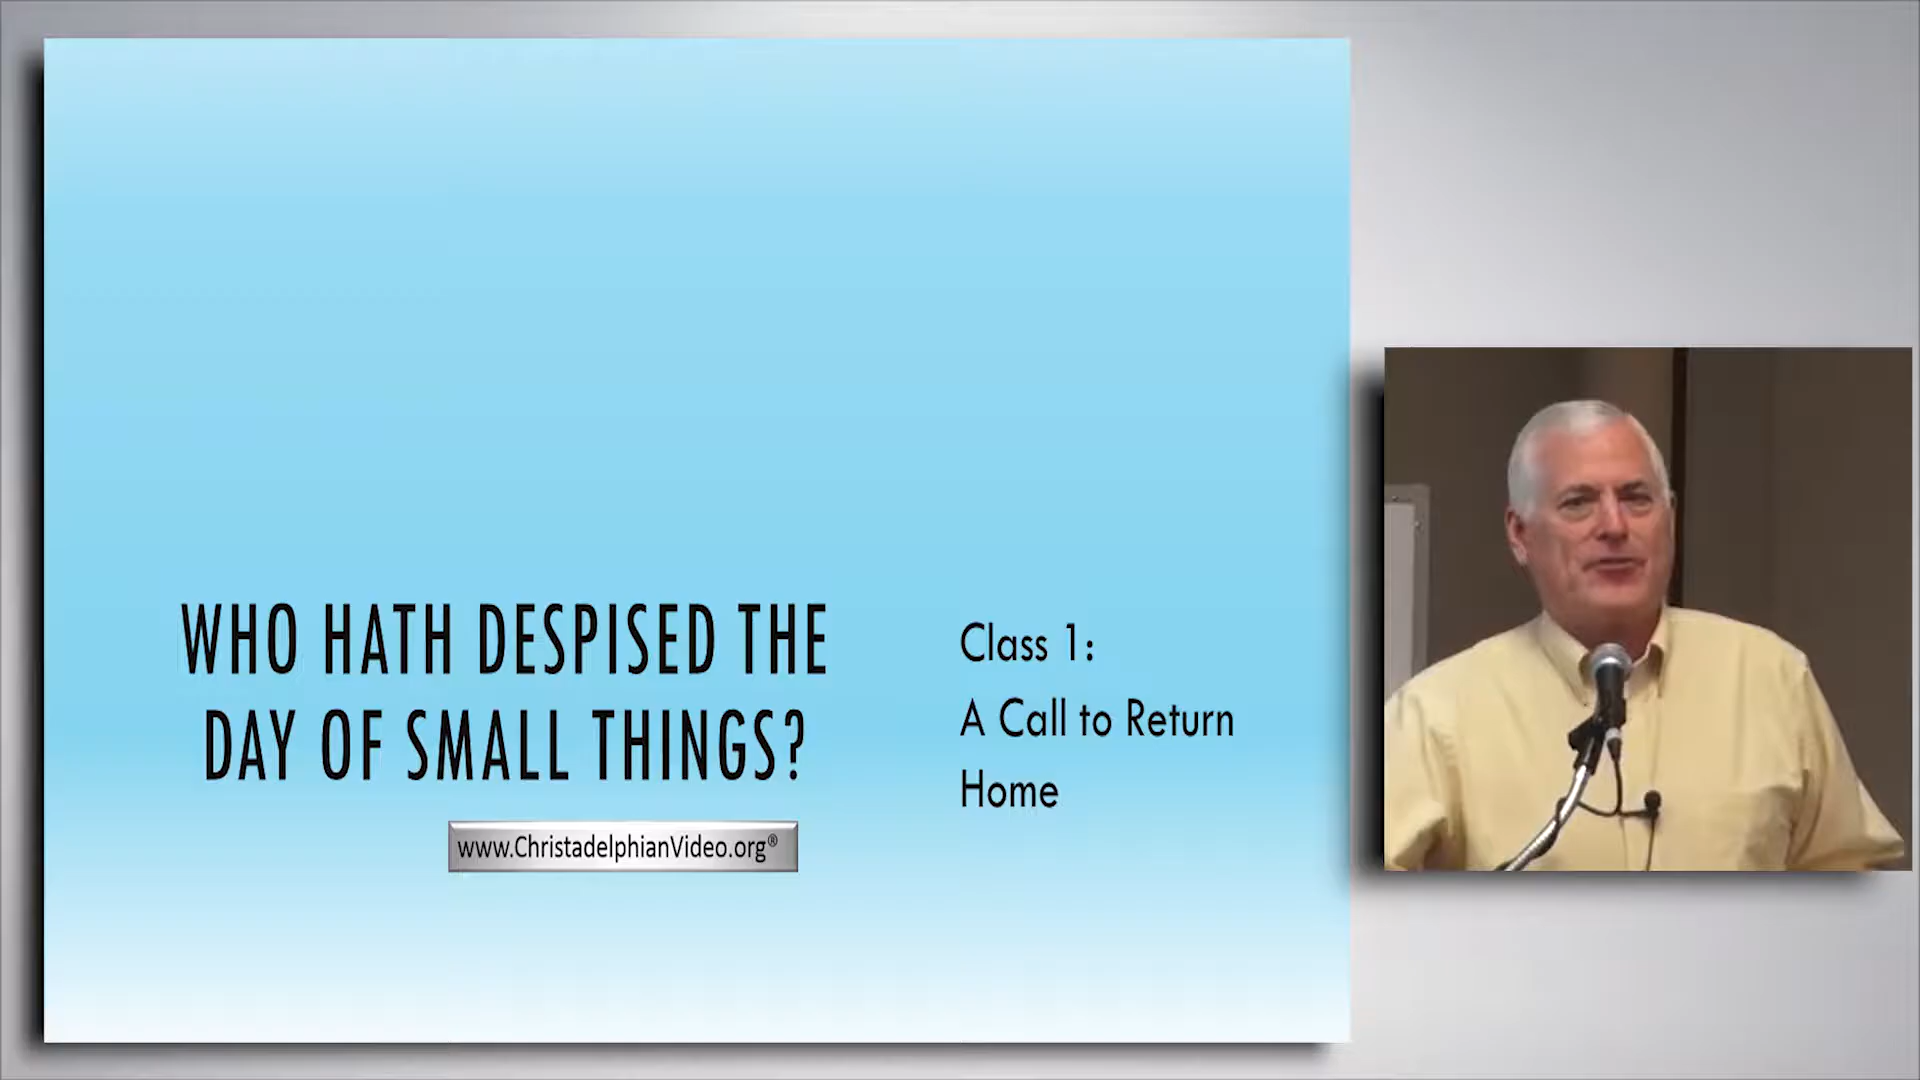 WHO HATH DESPISED THE
DAY OF SMALL THINGS?
www.ChristadelphianVideo.org®
Class 1:
A Call to Return
Home